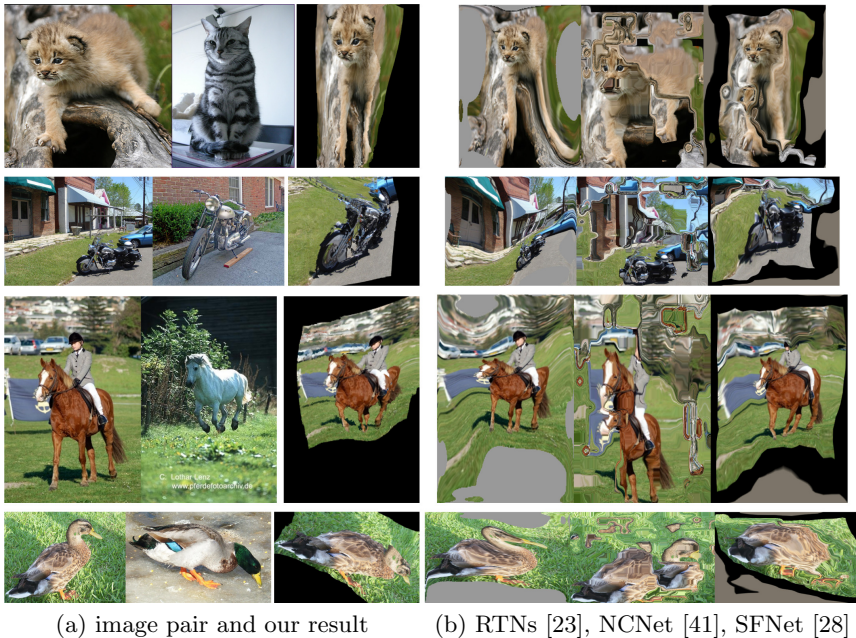 C. Lothar Lenz
www.pferdefotoarchiv.de
(a) image pair and our result
(b) RTNs [23], NCNet [41], SFNet [28]